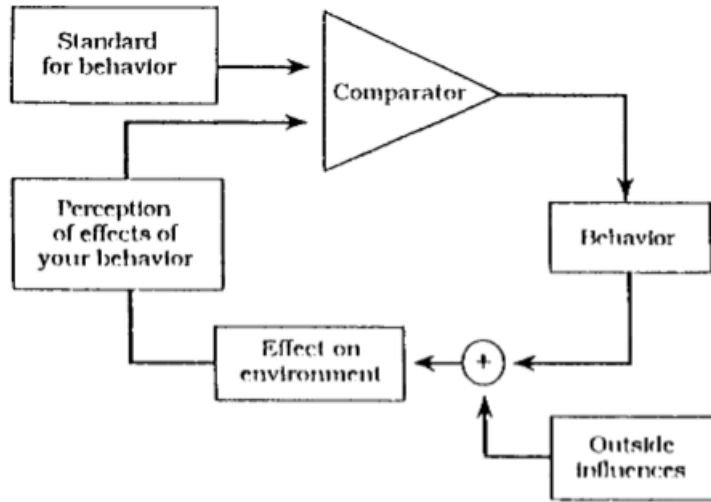 Standard
for behavior
Comparator
Perception
of effects of
your behavior
Behavior
Effect on
environment
+
Outside
influences